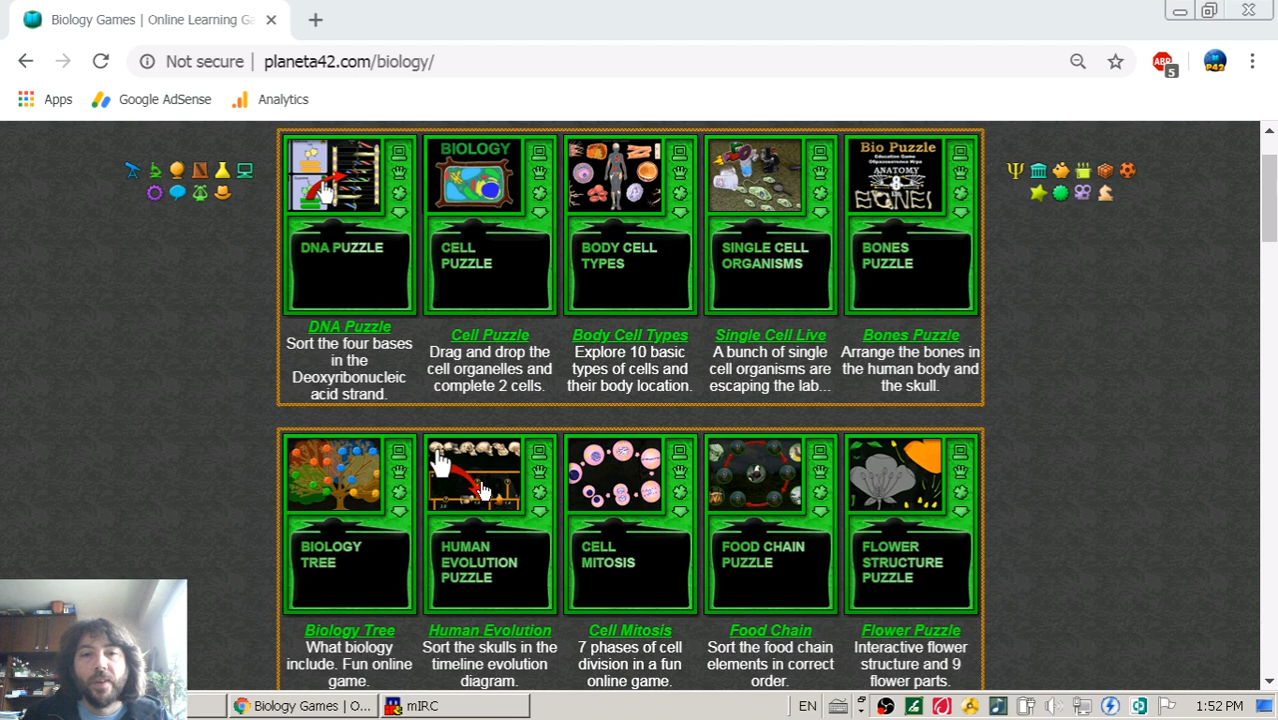 Biology Games | Online Learning Ga
Not secure | planeta42.com/biology/
ABP
5
P42
Apps
Google AdSense
Analytics
BIOLOGY
Bio Puzzle
Education Game
Образователна Игра
ANATOMY
BONES
DNA PUZZLE
CELL
PUZZLE
BODY CELL
TYPES
SINGLE CELL
ORGANISMS
BONES
PUZZLE
DNA Puzzle
Sort the four bases
in the
Deoxyribonucleic
acid strand.
Cell Puzzle
Drag and drop the
cell organelles and
complete 2 cells.
Body Cell Types
Explore 10 basic
types of cells and
their body location.
Single Cell Live
A bunch of single
cell organisms are
escaping the lab...
Bones Puzzle
Arrange the bones in
the human body and
the skull.
BIOLOGY
TREE
HUMAN
EVOLUTION
PUZZLE
CELL
MITOSIS
FOOD CHAIN
PUZZLE
FLOWER
STRUCTURE
PUZZLE
Biology Tree
What biology
include. Fun online
game.
Human Evolution
Sort the skulls in the
timeline evolution
diagram.
Cell Mitosis
7 phases of cell
division in a fun
online game.
Food Chain
Sort the food chain
elements in correct
order.
Flower Puzzle
Interactive flower
structure and 9
flower parts.
Biology Games | O...
mIRC
EN
1:52 PM